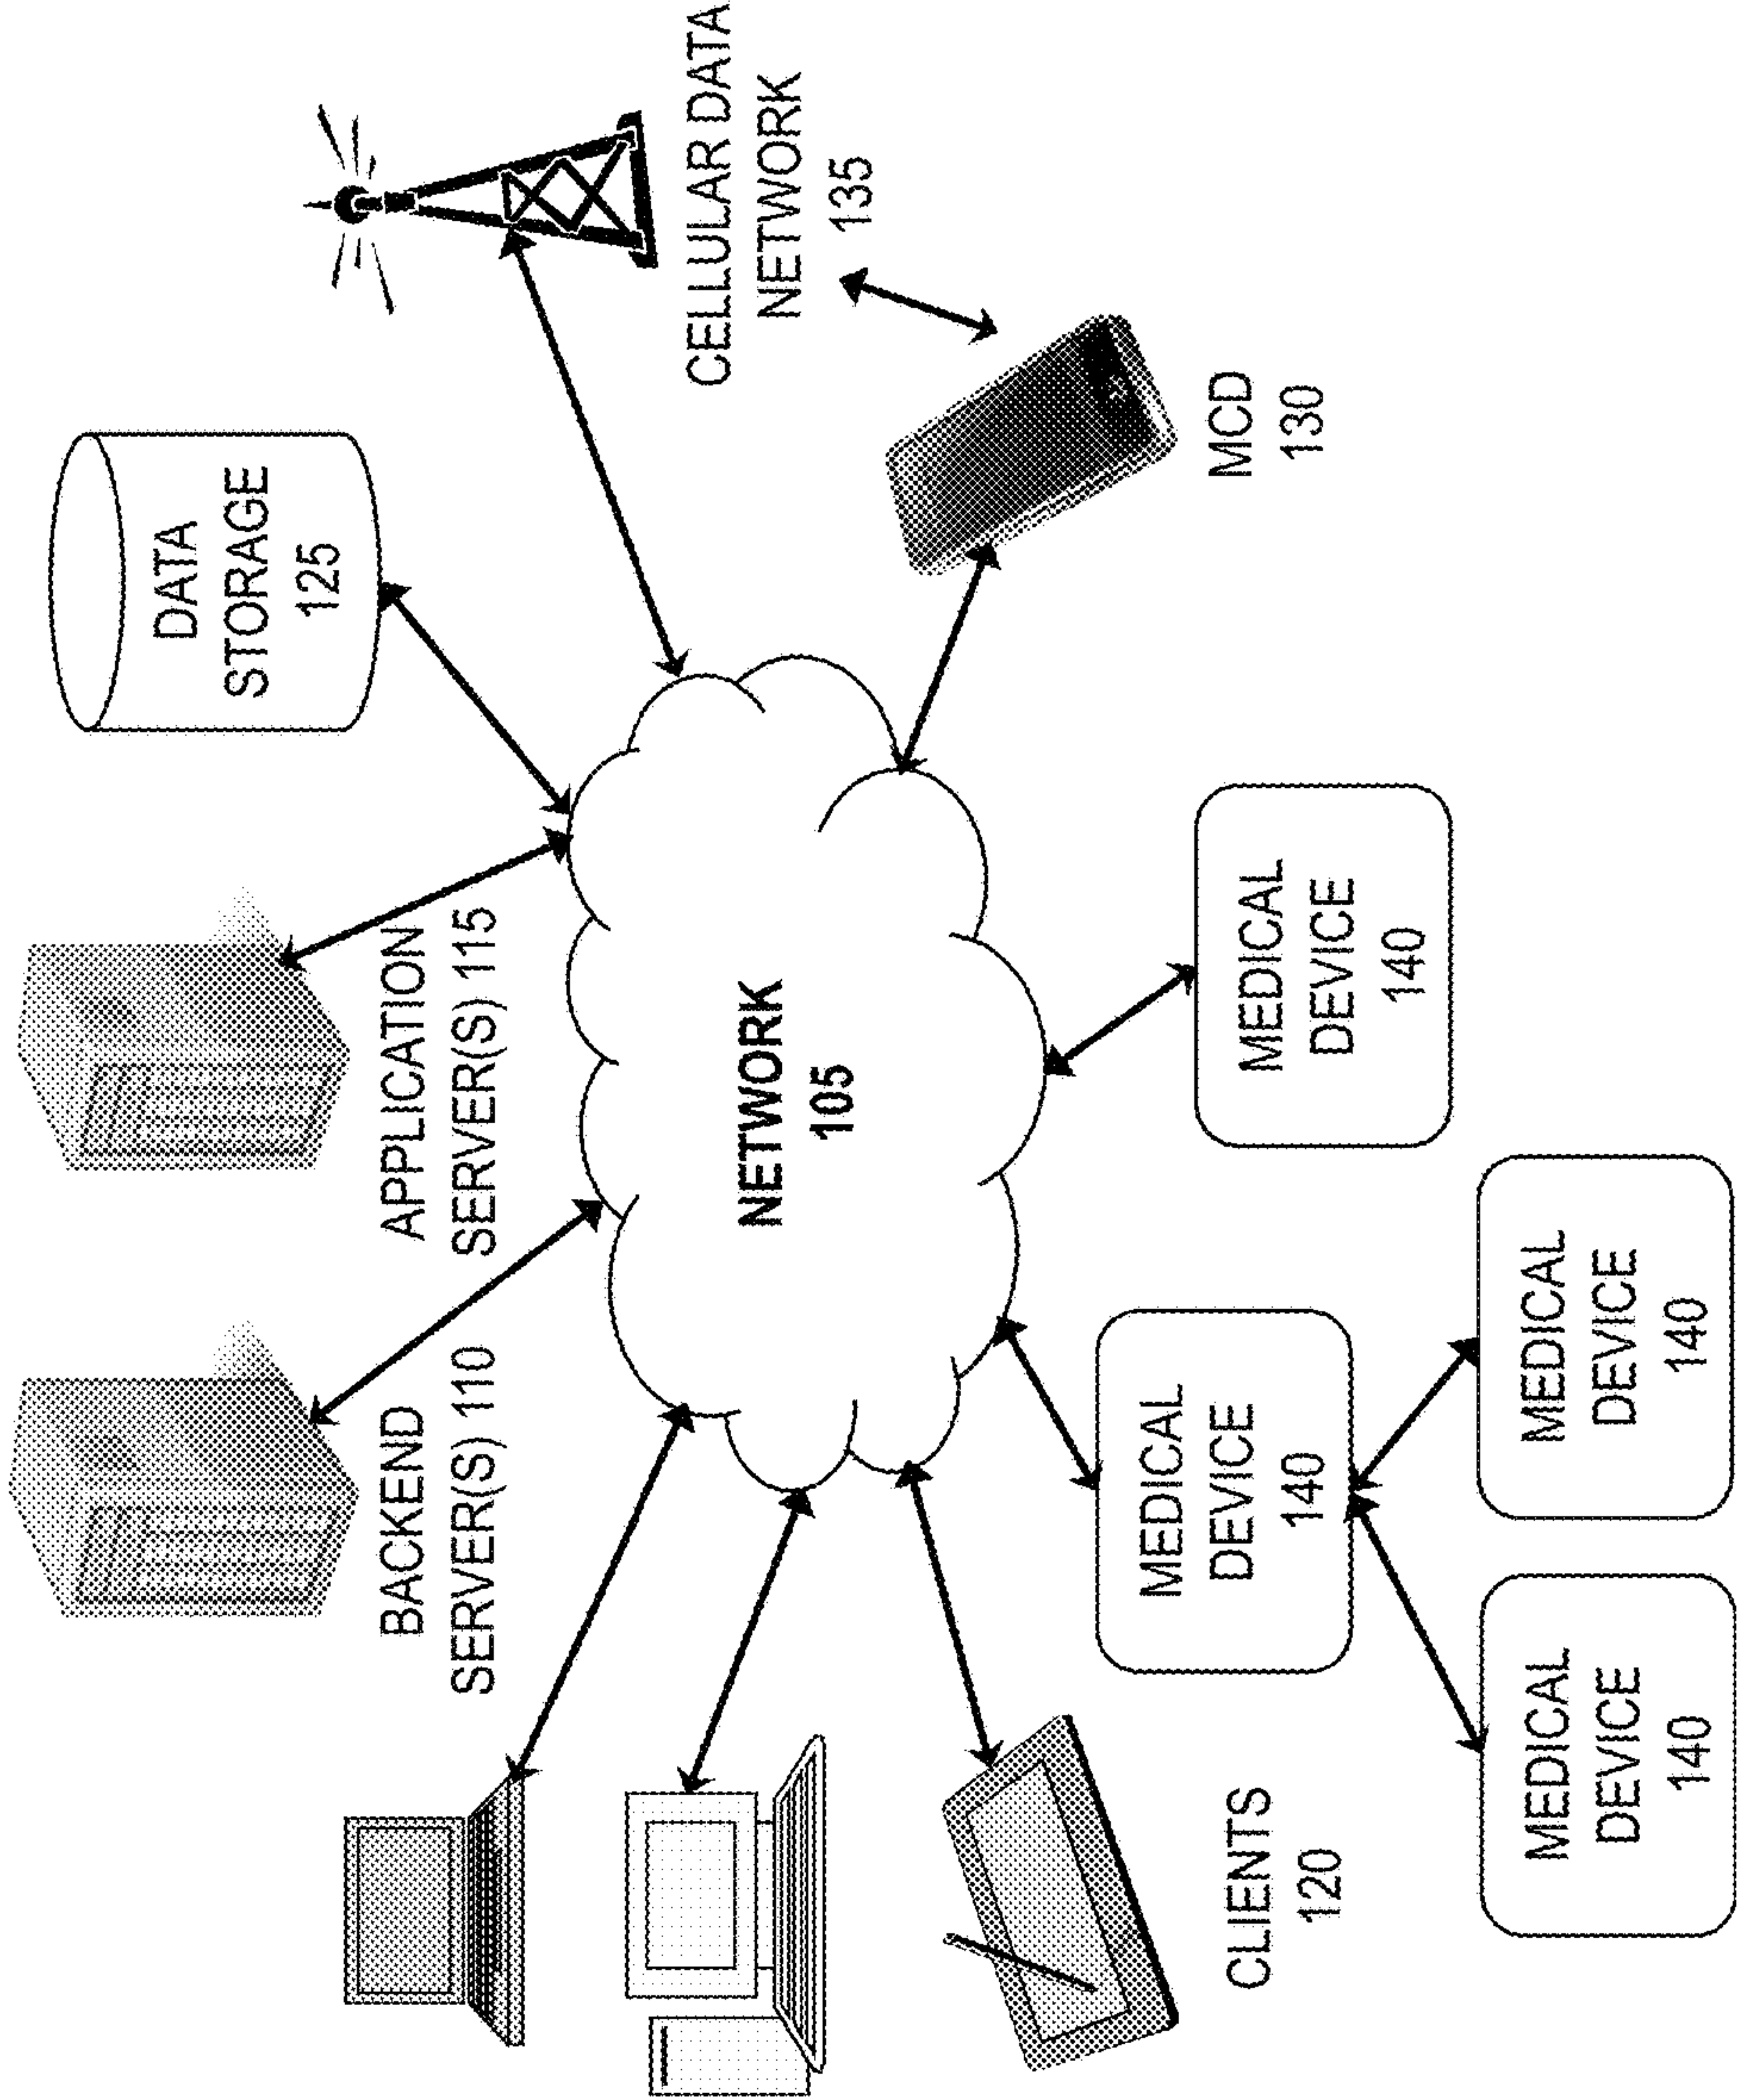 BACKEND
SERVER(S) 110
APPLICATION
SERVER(S) 115
DATA
STORAGE
125
CELLULAR DATA
NETWORK
135
NETWORK
105
MCD
130
CLIENTS
120
MEDICAL
DEVICE
140
MEDICAL
DEVICE
140
MEDICAL
DEVICE
140
MEDICAL
DEVICE
140